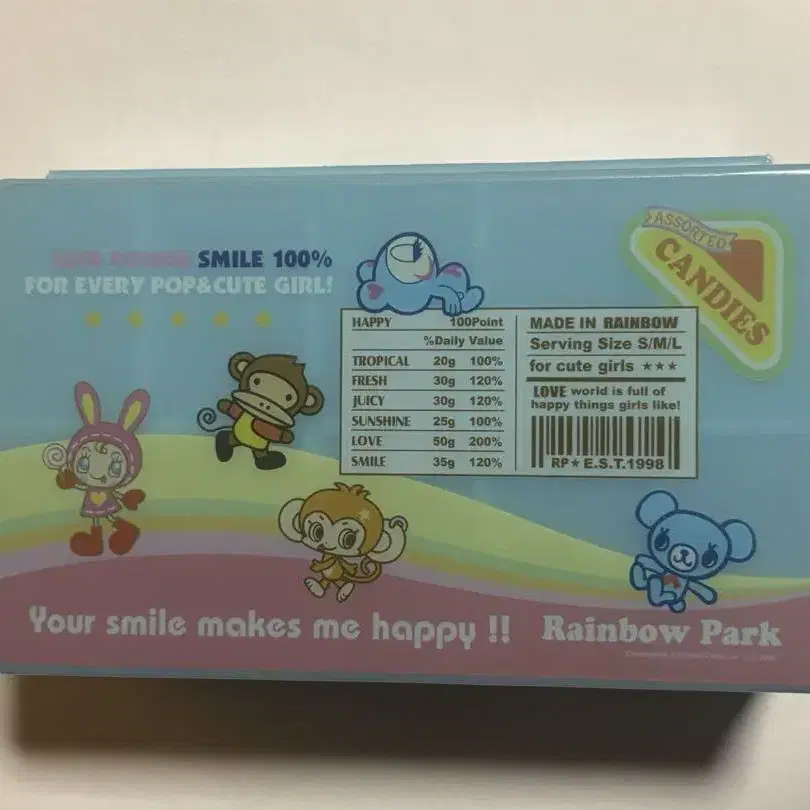 SMILE 100%
FOR EVERY POP&CUTE GIRL!
ASSORTED
CANDIES
HAPPY 100Point
%Daily Value
TROPICAL 20g 100%
FRESH 30g 120%
JUICY 30g 120%
SUNSHINE 25g 100%
LOVE 50g 200%
SMILE 35g 120%
MADE IN RAINBOW
Serving Size S/M/L
for cute girls ★★★
LOVE world is full of
happy things girls like!
RP★E.S.T.1998
Your smile makes me happy !!
Rainbow Park